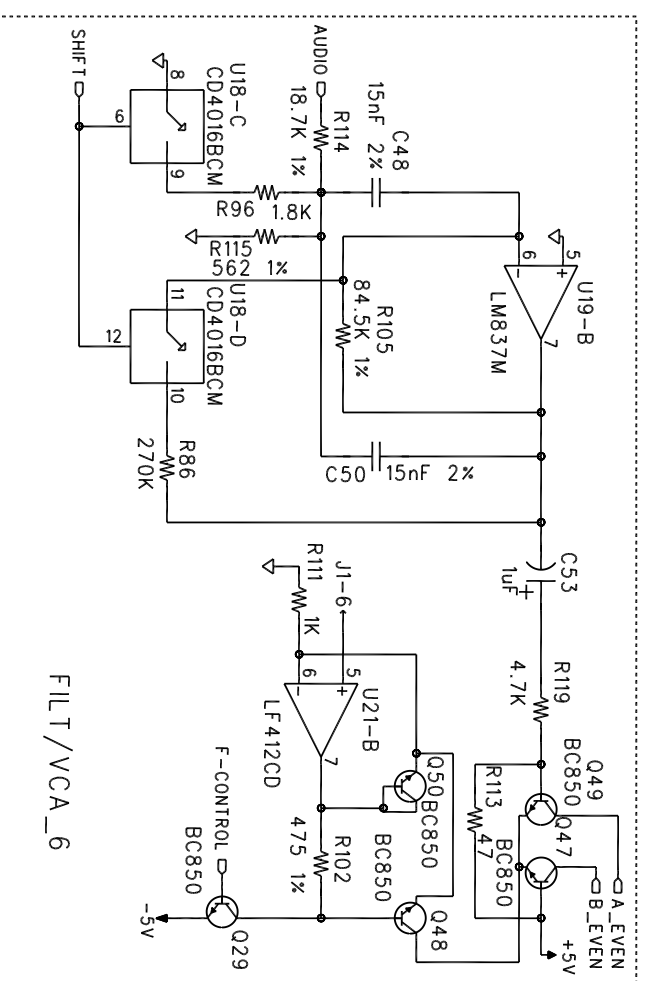 SHIFT
8
U18-C
CD4016BCM
6
9
AUDIO
R114
18.7K 1%
C48
15nF 2%
R96 1.8K
R115
562 1%
5
+
6
-
U19-B
LM837M
7
11
U18-D
CD4016BCM
12
10
R105
84.5K 1%
R86
270K
C50 15nF 2%
C53
1uF
+
R119
4.7K
R111
1K
J1-6
5
+
6
-
U21-B
LF412CD
7
Q50
BC850
R102
475 1%
F-CONTROL
BC850
Q29
-5V
BC850
Q48
R113
47
Q49
BC850
Q47
BC850
A_EVEN
B_EVEN
+5V
FILT/VCA_6